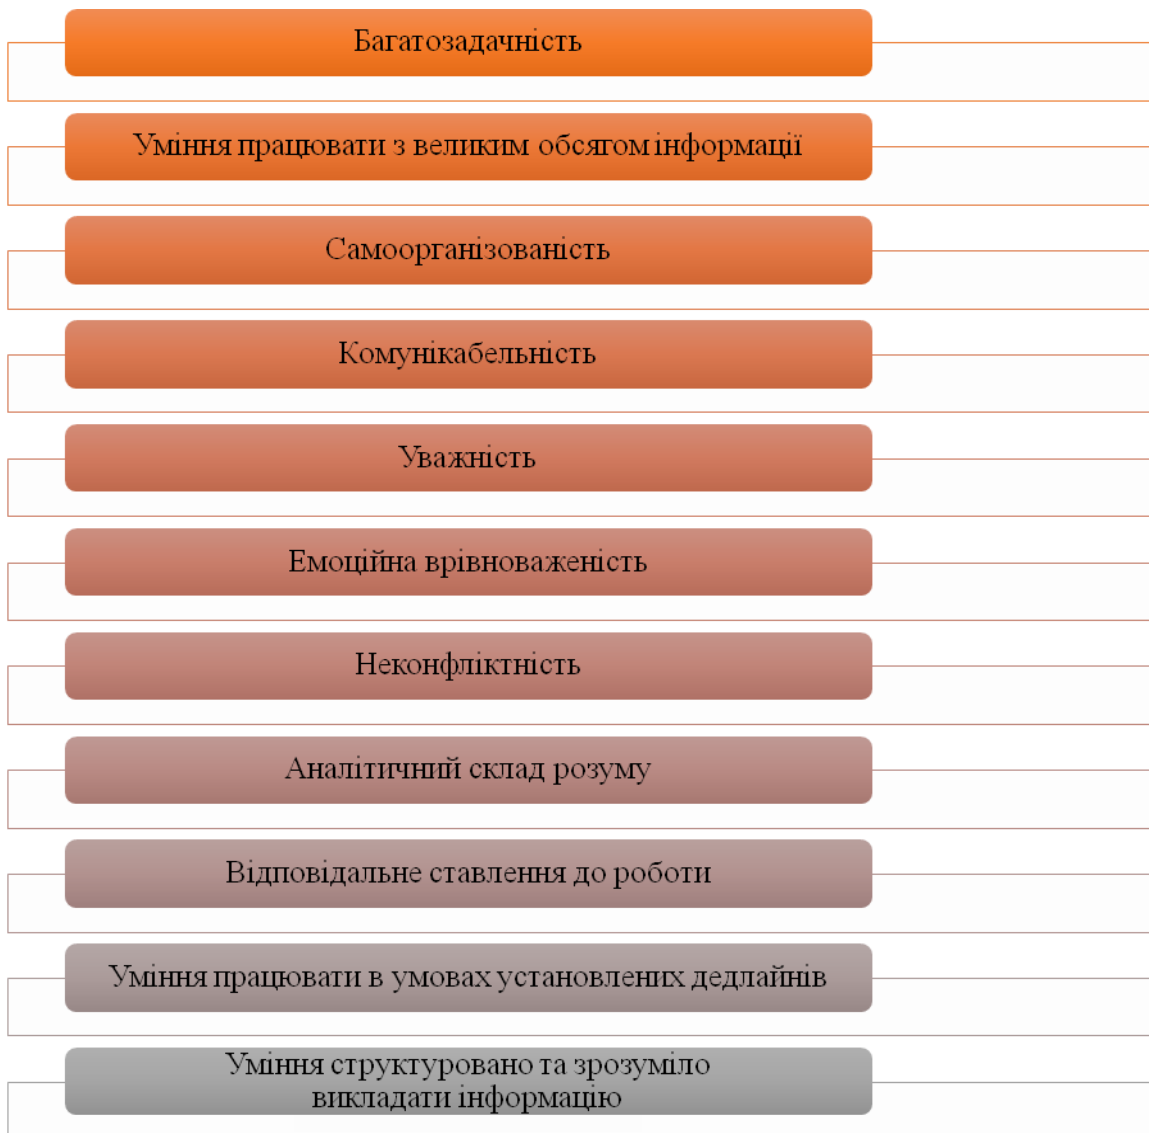 Багатозадачність
Уміння працювати з великим обсягом інформації
Самоорганізованість
Комунікабельність
Уважність
Емоційна врівноваженість
Неконфліктність
Аналітичний склад розуму
Відповідальне ставлення до роботи
Уміння працювати в умовах установлених дедлайнів
Уміння структуровано та зрозуміло
викладати інформацію